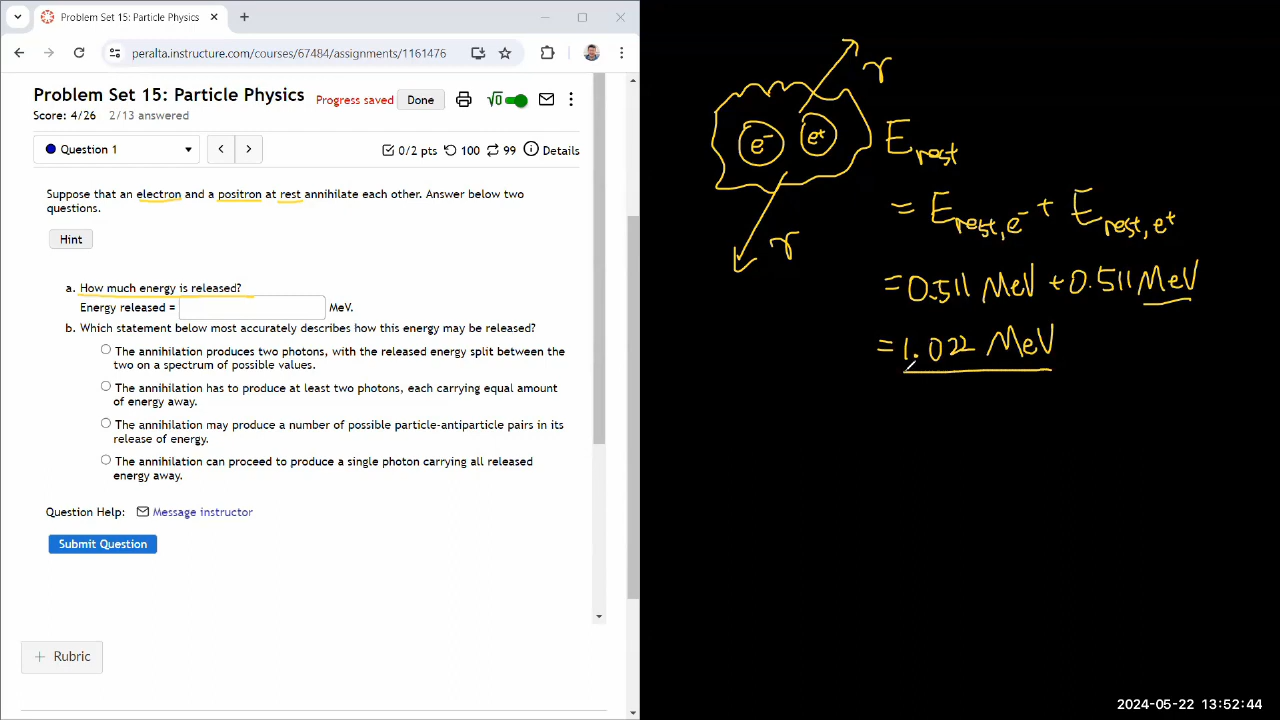 Problem Set 15: Particle Physics
peralta.instructure.com/courses/67484/assignments/1161476
Problem Set 15: Particle Physics
Progress saved
Done
√0
Score: 4/26 2/13 answered
Question 1
0/2 pts 100 99 Details
Suppose that an electron and a positron at rest annihilate each other. Answer below two
questions.
Hint
a. How much energy is released?
Energy released = MeV.
b. Which statement below most accurately describes how this energy may be released?
The annihilation produces two photons, with the released energy split between the
two on a spectrum of possible values.
The annihilation has to produce at least two photons, each carrying equal amount
of energy away.
The annihilation may produce a number of possible particle-antiparticle pairs in its
release of energy.
The annihilation can proceed to produce a single photon carrying all released
energy away.
Question Help: Message instructor
Submit Question
+ Rubric
γ
e⁻ e⁺
γ
E rest
= E rest, e⁻ + E rest, e⁺
= 0.511 MeV + 0.511 MeV
= 1.022 MeV
2024-05-22 13:52:44